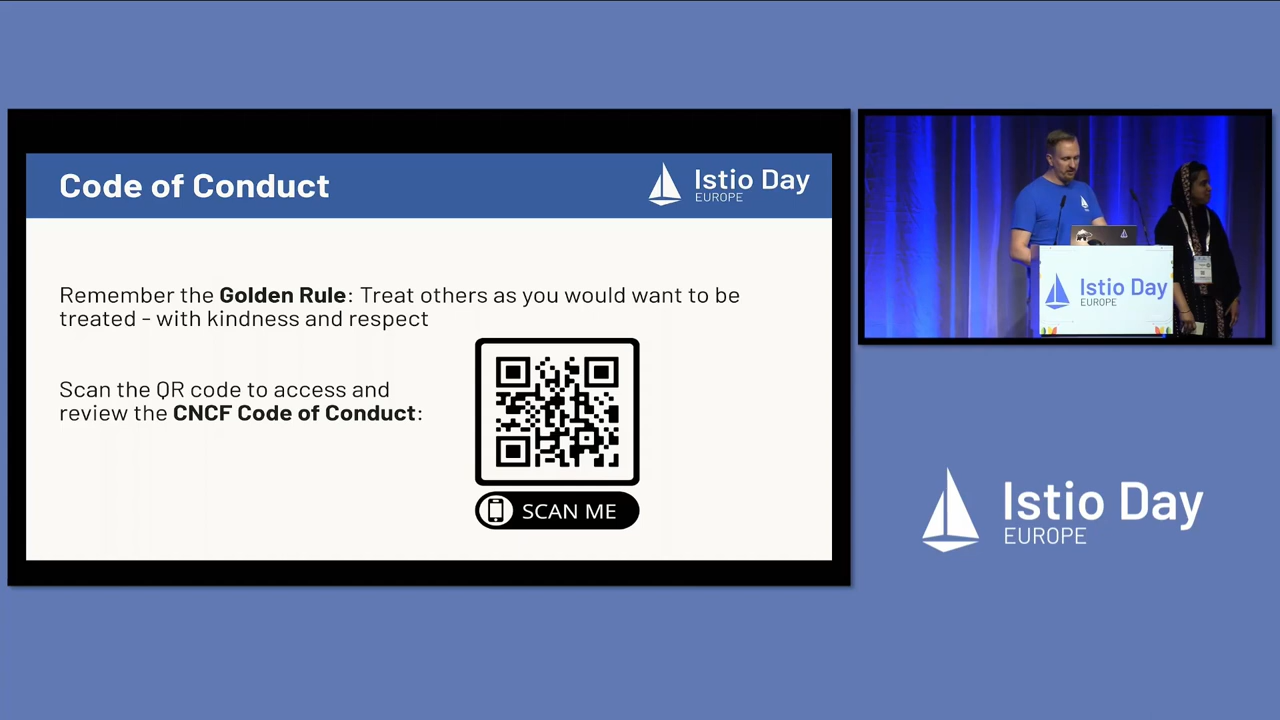 Code of Conduct
Istio Day
EUROPE
Remember the Golden Rule: Treat others as you would want to be
treated - with kindness and respect
Scan the QR code to access and
review the CNCF Code of Conduct:
SCAN ME
Istio Day
EUROPE
Istio Day
EUROPE